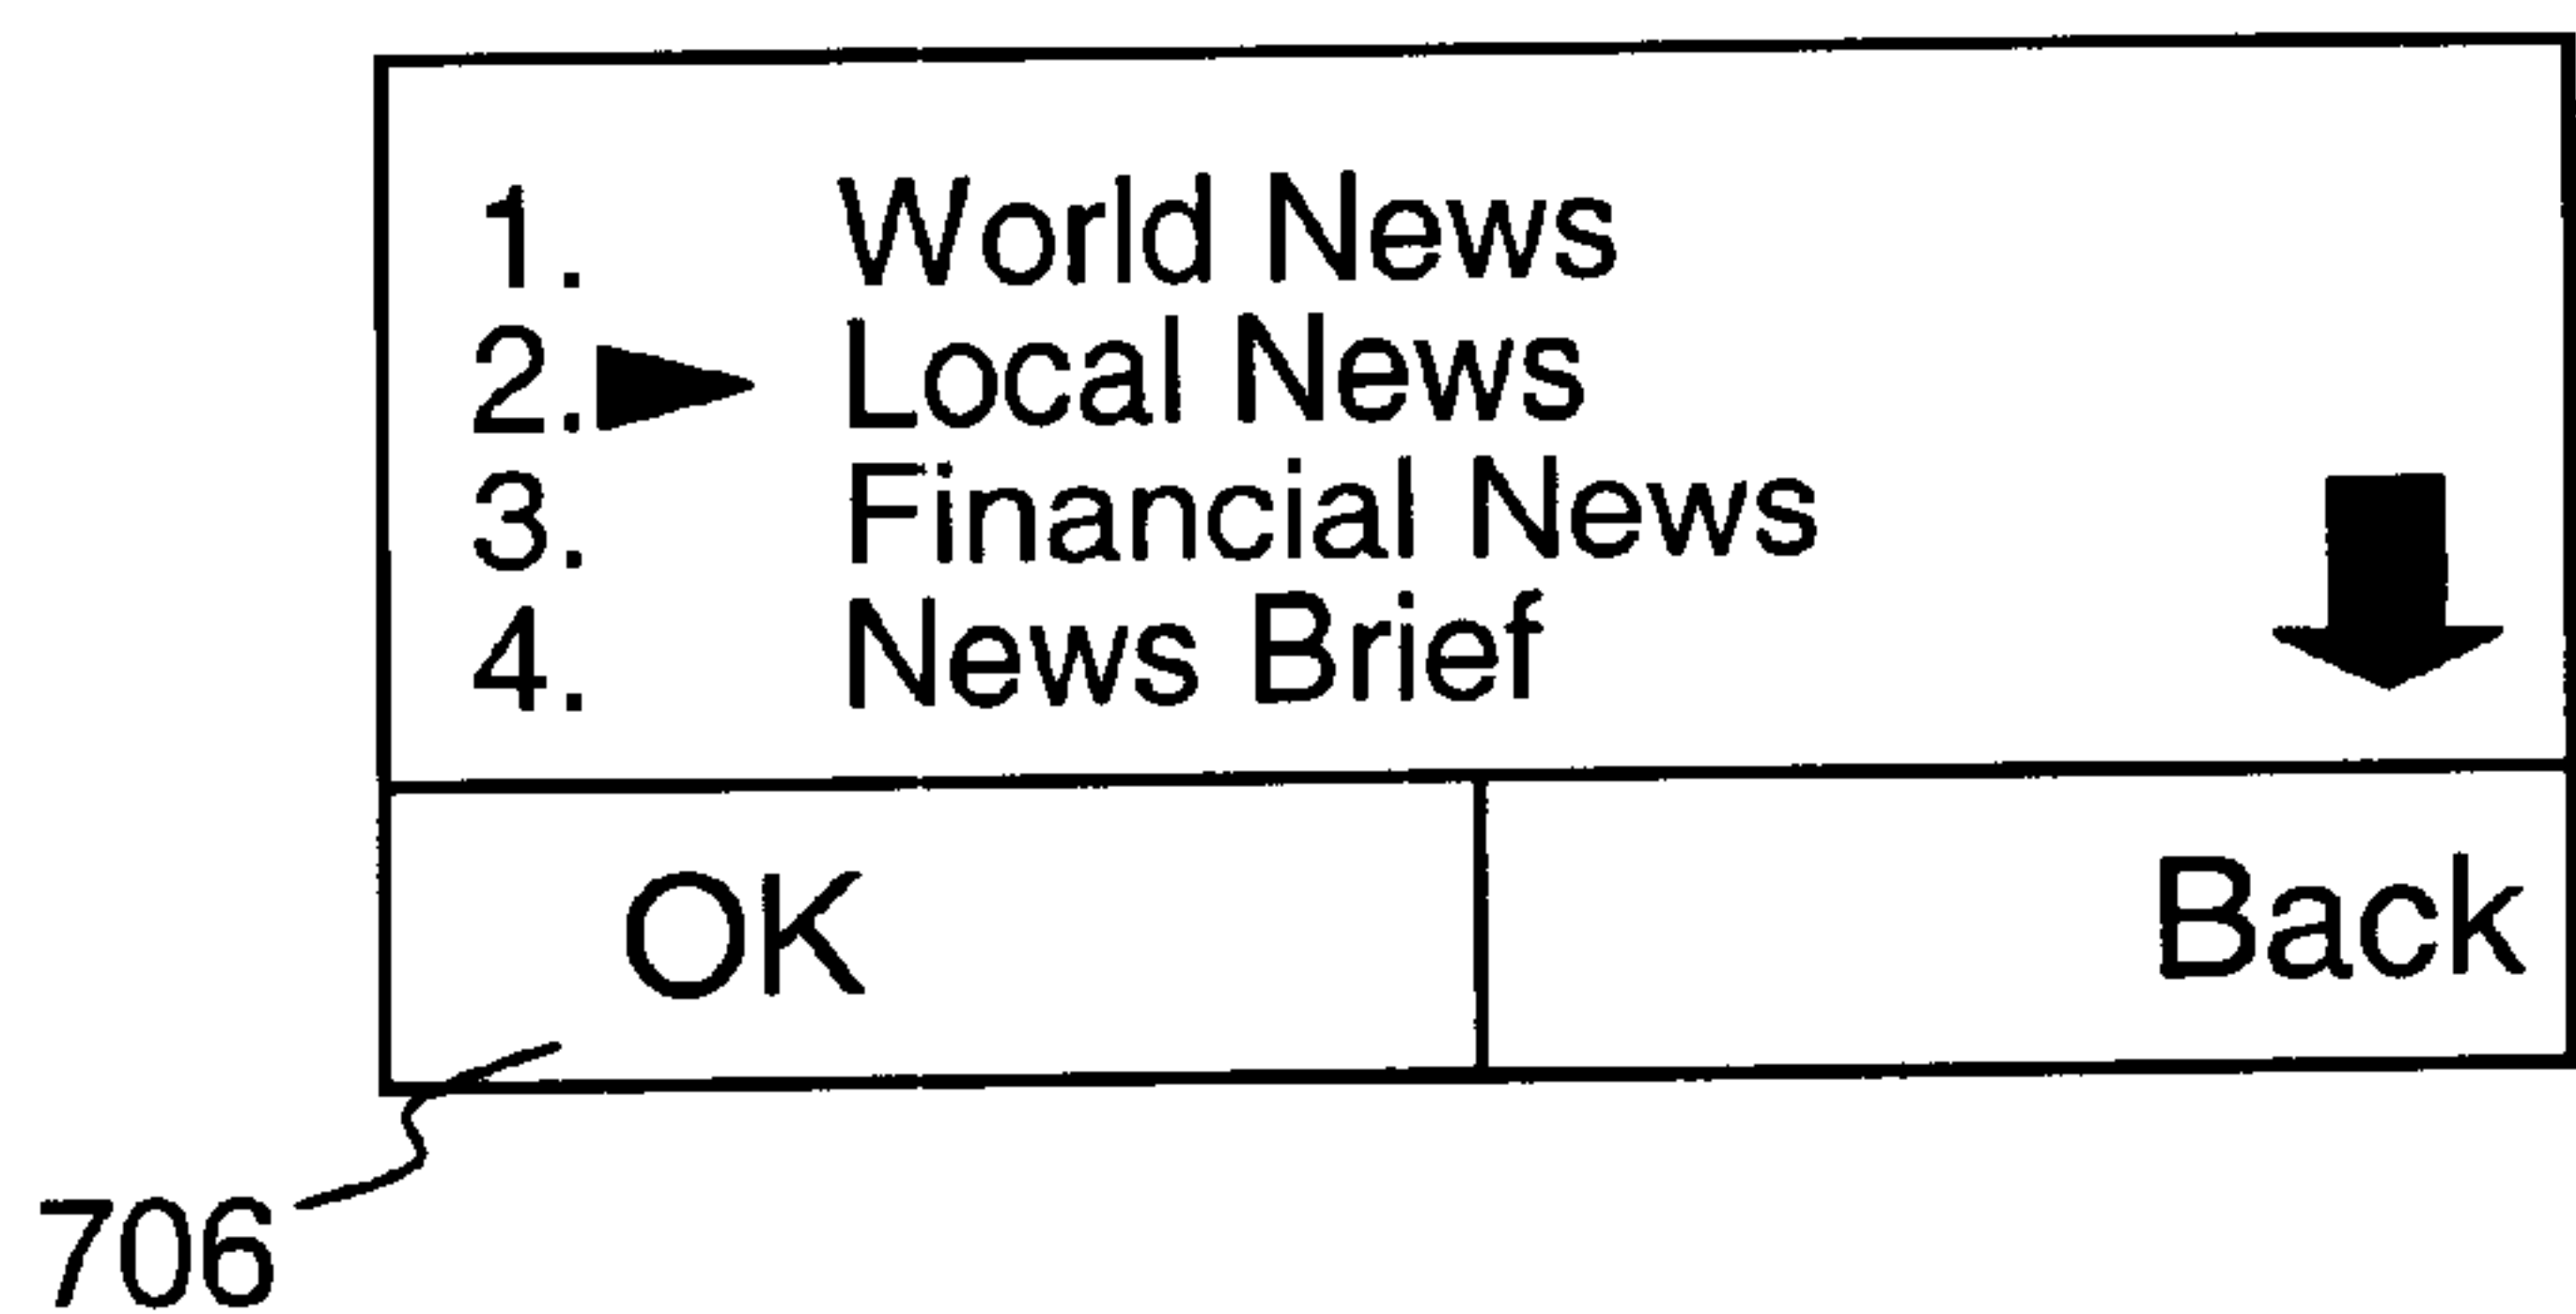 1. World News
2. Local News
3. Financial News
4. News Brief
OK Back
706